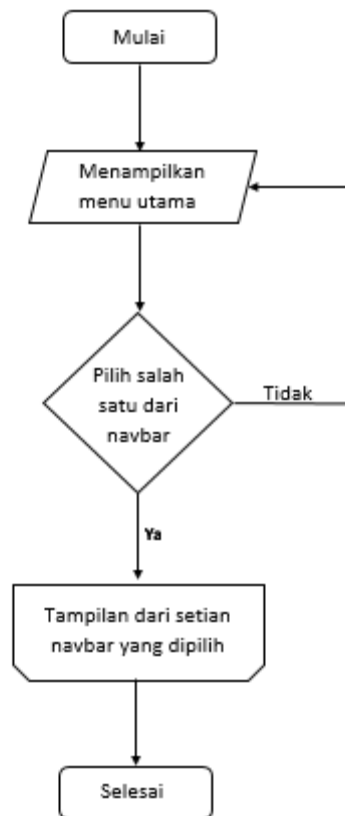 Mulai
Menampilkan
menu utama
Pilih salah
satu dari
navbar
Tidak
Ya
Tampilan dari setian
navbar yang dipilih
Selesai